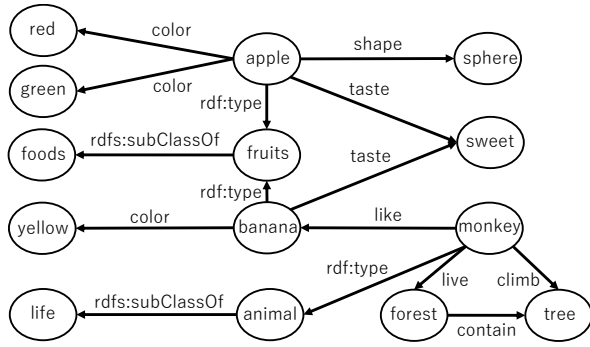 red
color
apple
shape
sphere
green
color
rdf:type
taste
foods
rdfs:subClassOf
fruits
sweet
taste
rdf:type
yellow
color
banana
like
monkey
rdf:type
live
climb
life
rdfs:subClassOf
animal
forest
contain
tree